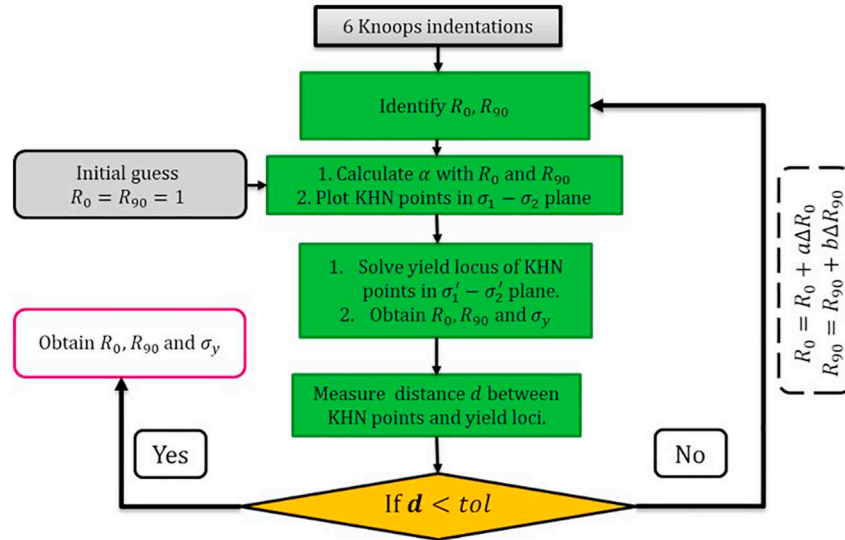 6 Knoops indentations
Identify R₀, R₉₀
Initial guess
R₀ = R₉₀ = 1
1. Calculate α with R₀ and R₉₀
2. Plot KHN points in σ₁ − σ₂ plane
1. Solve yield locus of KHN
points in σ₁′ − σ₂′ plane.
2. Obtain R₀, R₉₀ and σ_y
Obtain R₀, R₉₀ and σ_y
Measure distance d between
KHN points and yield loci.
Yes
No
If d < tol
R₀ = R₀ + aΔR₀
R₉₀ = R₉₀ + bΔR₉₀